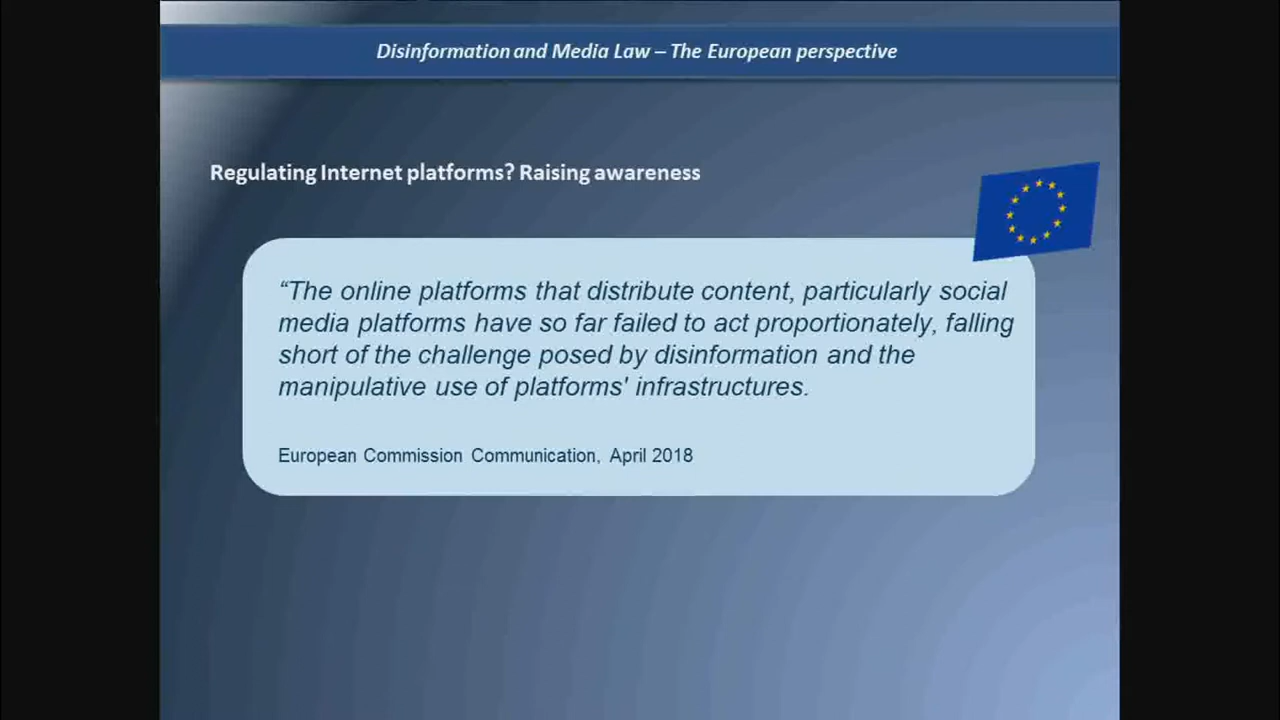 Disinformation and Media Law – The European perspective
Regulating Internet platforms? Raising awareness
“The online platforms that distribute content, particularly social
media platforms have so far failed to act proportionately, falling
short of the challenge posed by disinformation and the
manipulative use of platforms' infrastructures.
European Commission Communication, April 2018